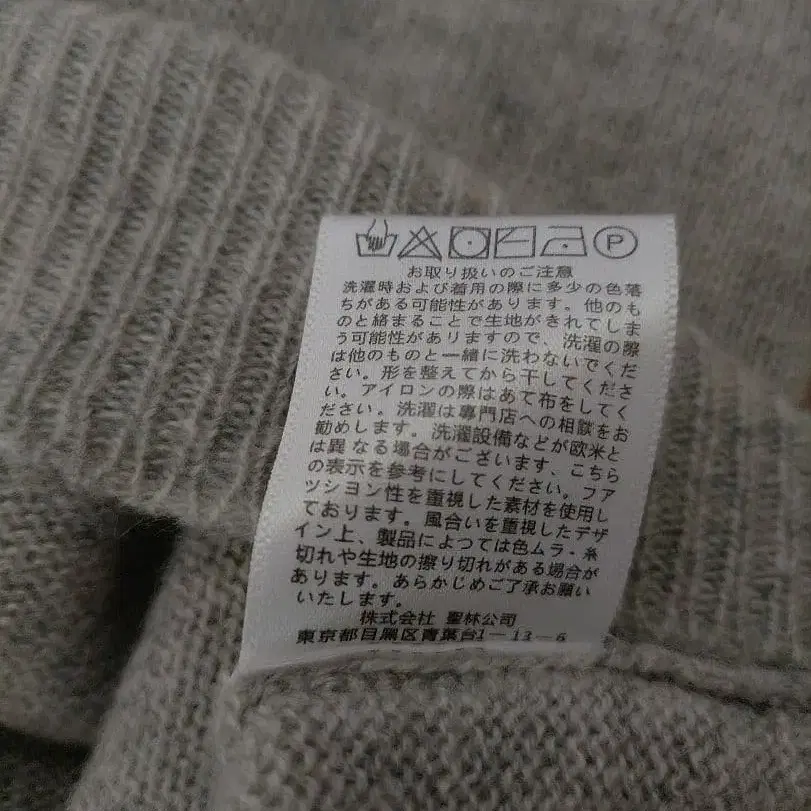 P
お取り扱いのご注意
洗濯時および着用の際に多少の色落
ちがある可能性があります。他のも
のと絡まることで生地がきれてしま
う可能性がありますので、洗濯の際
は他のものと一緒に洗わないでくだ
さい。形を整えてから干してくださ
い。アイロンの際はあて布をしてく
ださい。洗濯は専門店への相談をお
勧めします。洗濯設備などが欧米と
は異なる場合がございます、こちら
の表示を参考にしてください。ファ
ツション性を重視した素材を使用し
ております。風合いを重視したデザ
イン上、製品によつては色ムラ・糸
切れや生地の擦り切れがある場合が
あります。あらかじめご了承お願い
いたします。
株式会社 聖林公司
東京都目黒区青葉台1-13-6